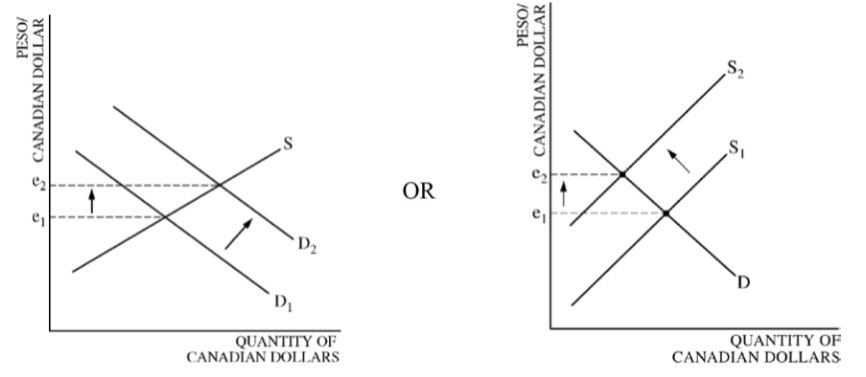 PESO/
CANADIAN DOLLAR
S
e2
e1
D2
D1
QUANTITY OF
CANADIAN DOLLARS
OR
PESO/
CANADIAN DOLLAR
S2
S1
e2
e1
D
QUANTITY OF
CANADIAN DOLLARS